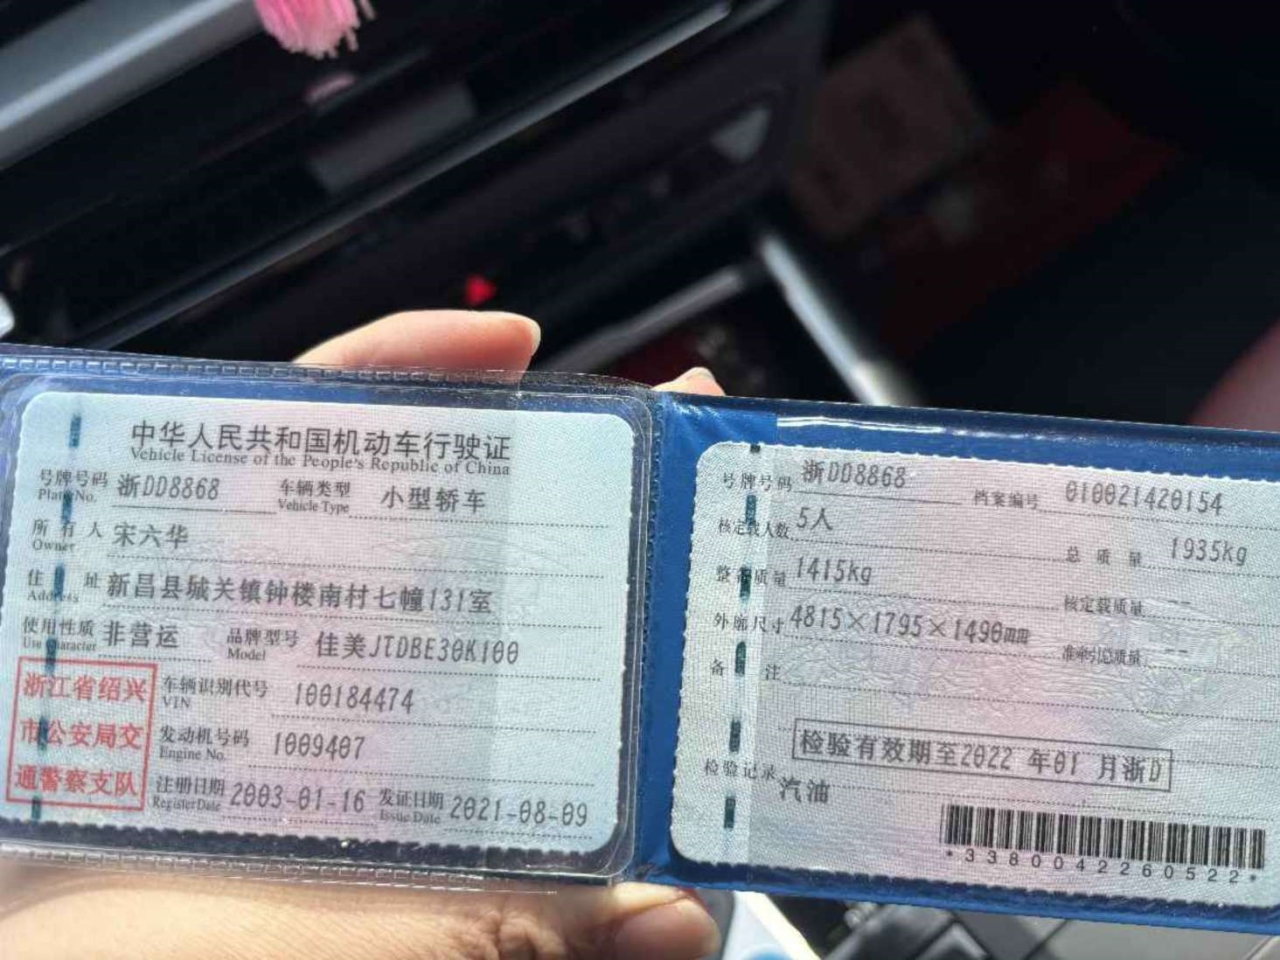 中华人民共和国机动车行驶证
Vehicle License of the People's Republic of China
号牌号码 浙DD8868 车辆类型 小型轿车
Plate No. Vehicle Type
所有人 宋六华
Owner
住址 新昌县城关镇钟楼南村七幢131室
Address
使用性质 非营运 品牌型号 佳美JTDBE30K100
Use Character Model
浙江省绍兴
市公安局交
通警察支队
车辆识别代号 100184474
VIN
发动机号码 1009407
Engine No.
注册日期 2003-01-16 发证日期 2021-08-09
Register Date Issue Date
号牌号码 浙DD8868 档案编号 010021420154
核定载人数 5人 总质量 1935kg
整备质量 1415kg 核定载质量 --
外廓尺寸 4815×1795×1490mm 准牵引总质量 --
备注
检验有效期至2022年01月浙D
检验记录 汽油
*3380042260522*